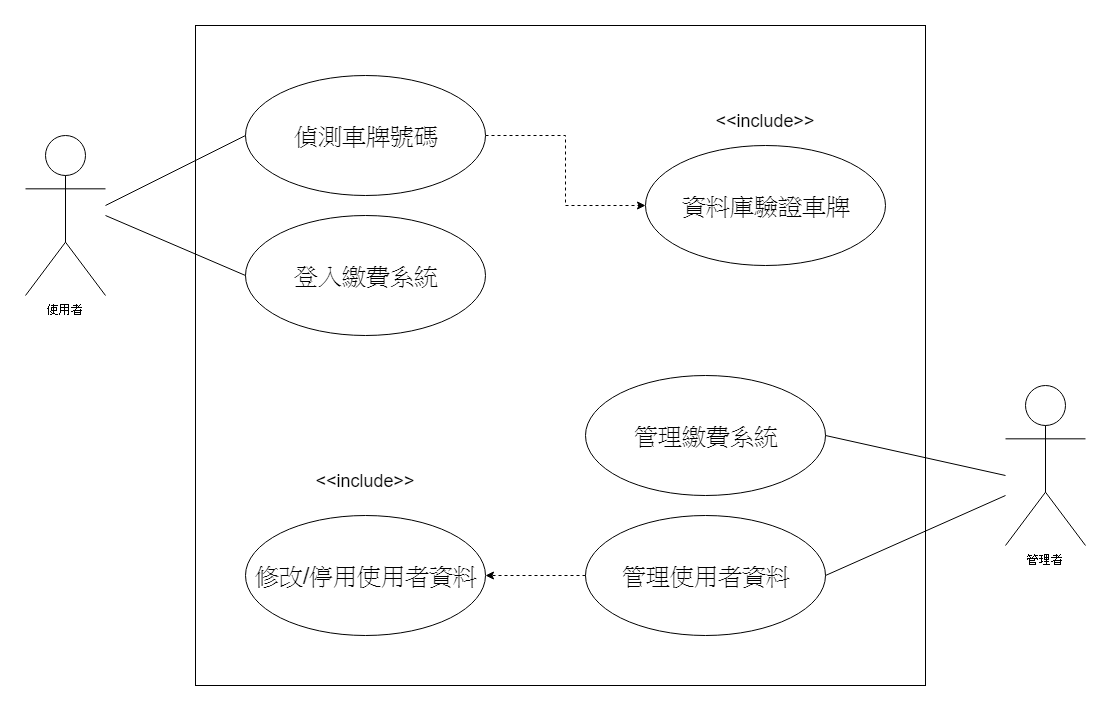 偵測車牌號碼
<<include>>
資料庫驗證車牌
登入繳費系統
使用者
管理繳費系統
<<include>>
修改/停用使用者資料
管理使用者資料
管理者